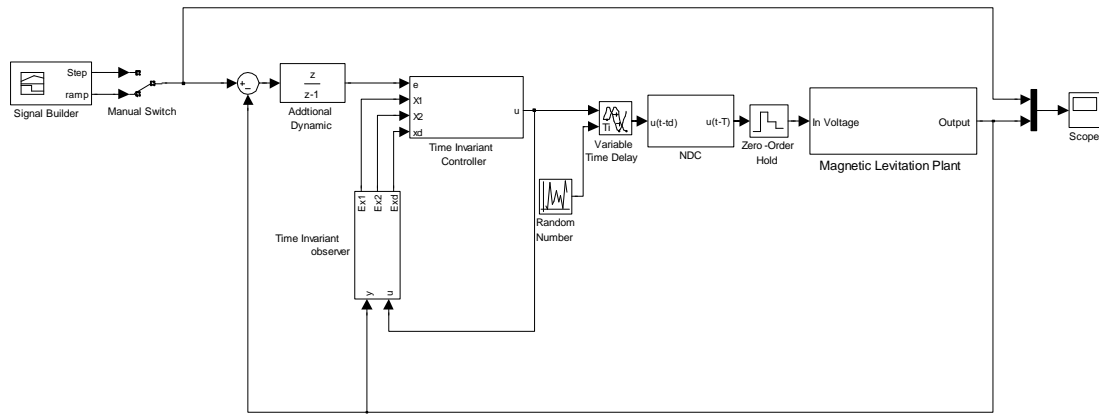 Step
ramp
Signal Builder
Manual Switch
+
−
z
z-1
Addtional
Dynamic
e
X1
X2
xd
u
Time Invariant
Controller
Ex1
Ex2
Exd
y
u
Time Invariant
observer
Ti
Variable
Time Delay
Random
Number
u(t-td)
u(t-T)
NDC
Zero -Order
Hold
In Voltage
Output
Magnetic Levitation Plant
Scope